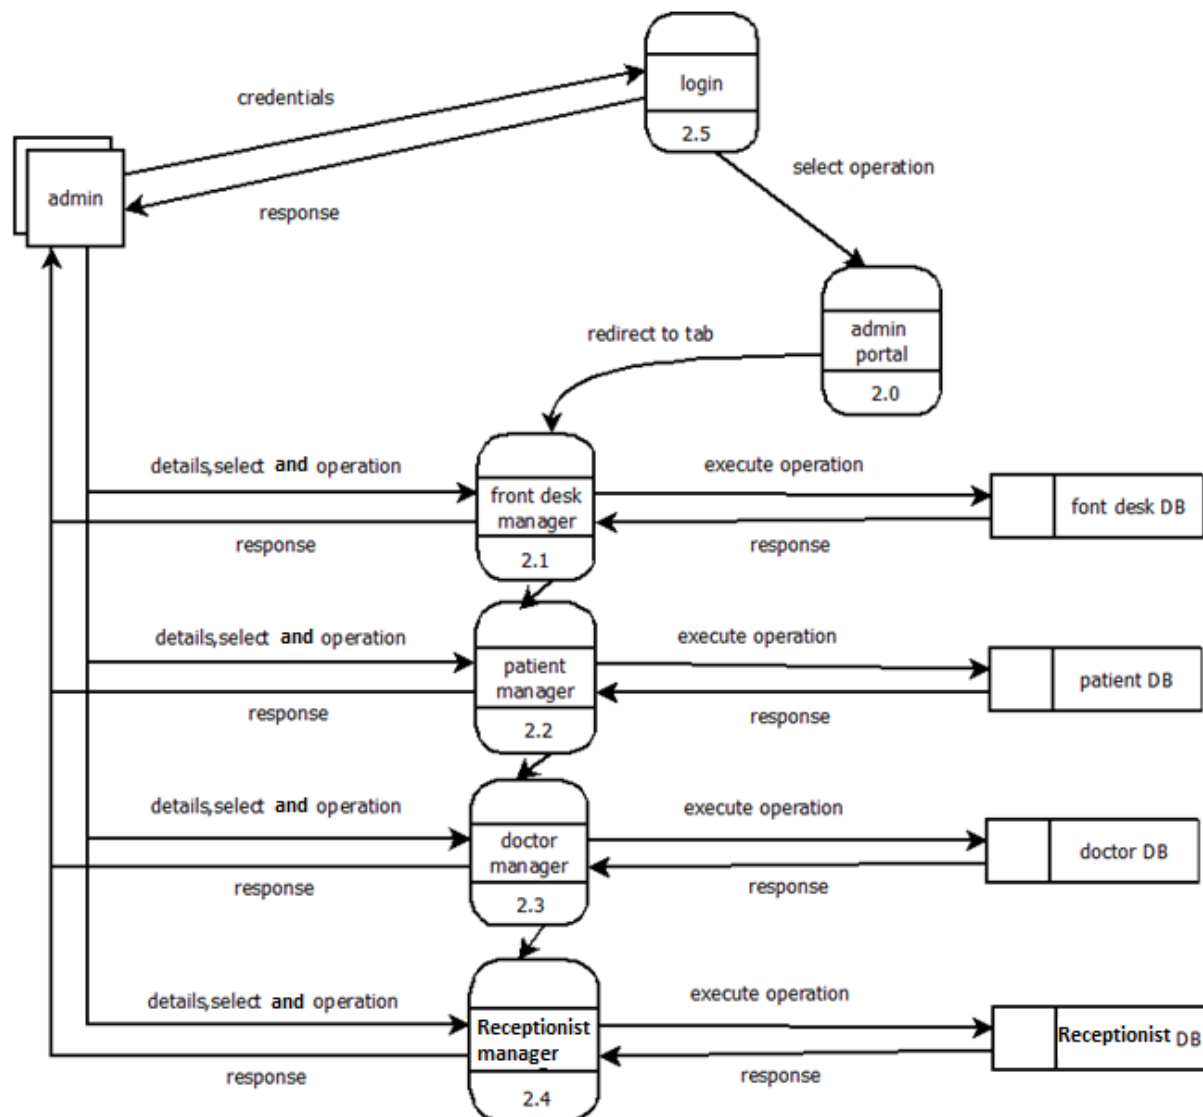 login
2.5
credentials
select operation
admin
response
admin
portal
2.0
redirect to tab
details,select and operation
execute operation
front desk
manager
2.1
font desk DB
response
response
details,select and operation
execute operation
patient
manager
2.2
patient DB
response
response
details,select and operation
execute operation
doctor
manager
2.3
doctor DB
response
response
details,select and operation
execute operation
Receptionist
manager
2.4
Receptionist DB
response
response